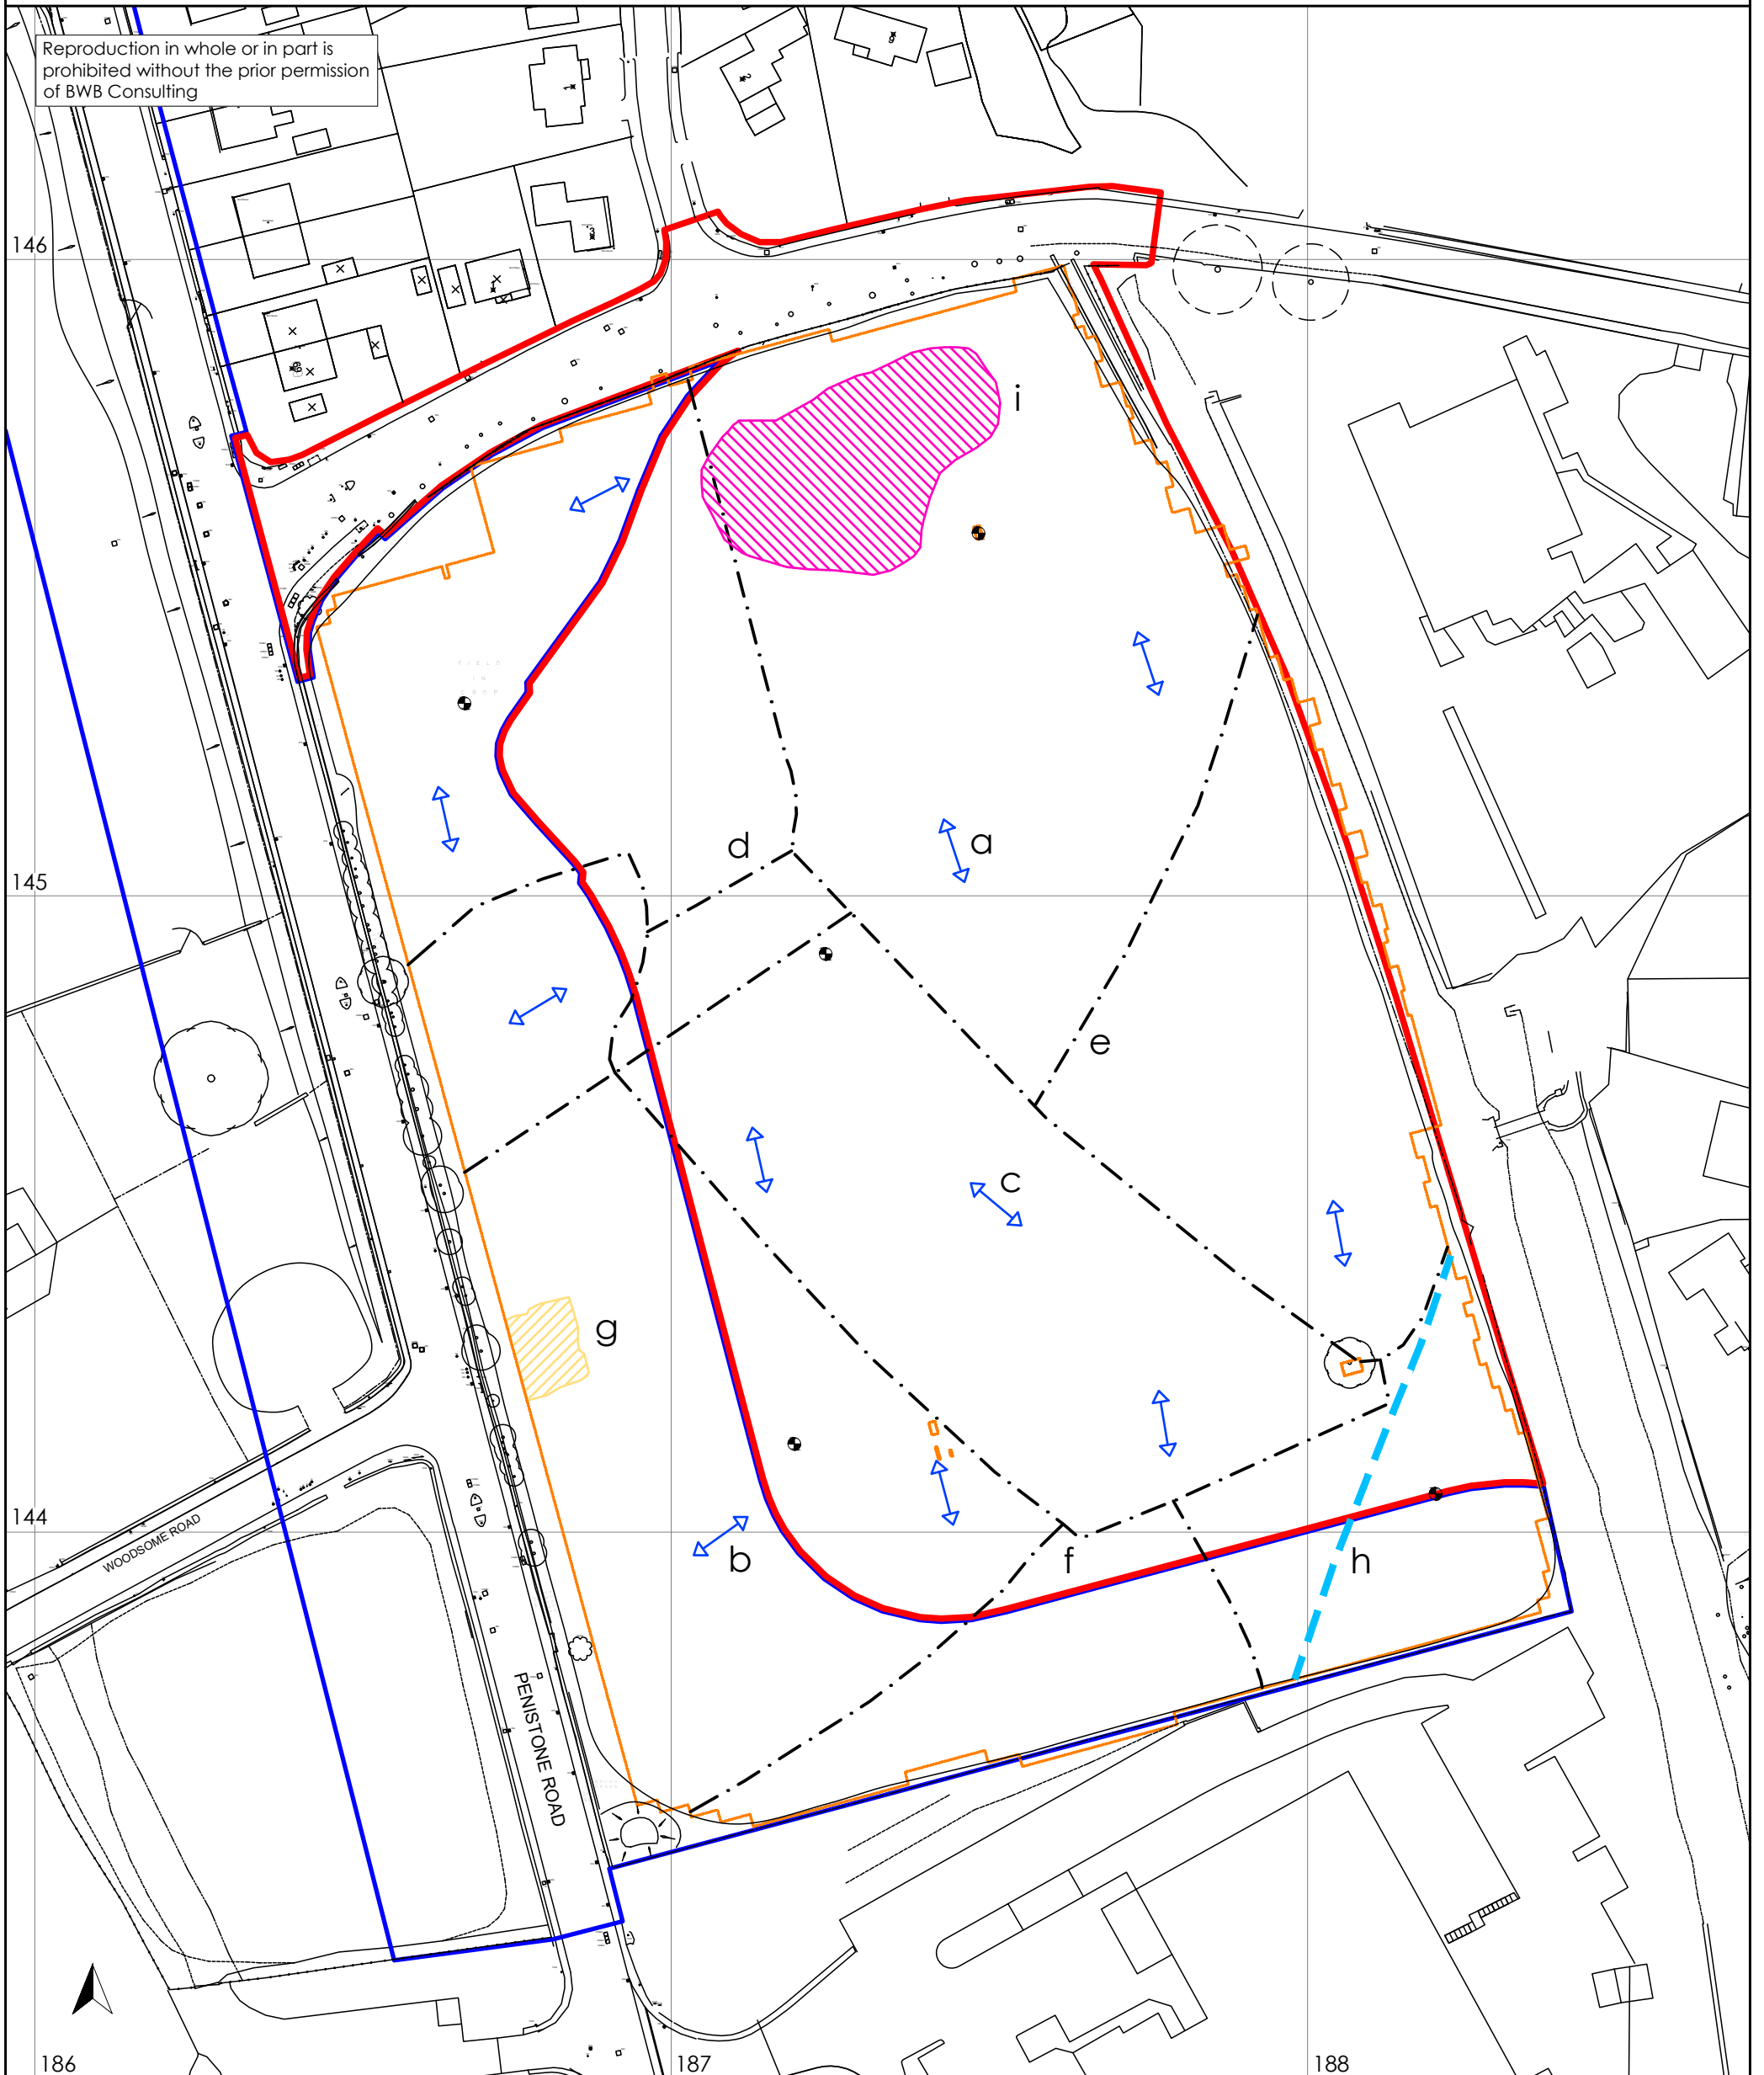 Reproduction in whole or in part is
prohibited without the prior permission
of BWB Consulting
146
i
d
a
145
e
c
g
144
b
f
h
WOODSOME ROAD
PENISTONE ROAD
186
187
188